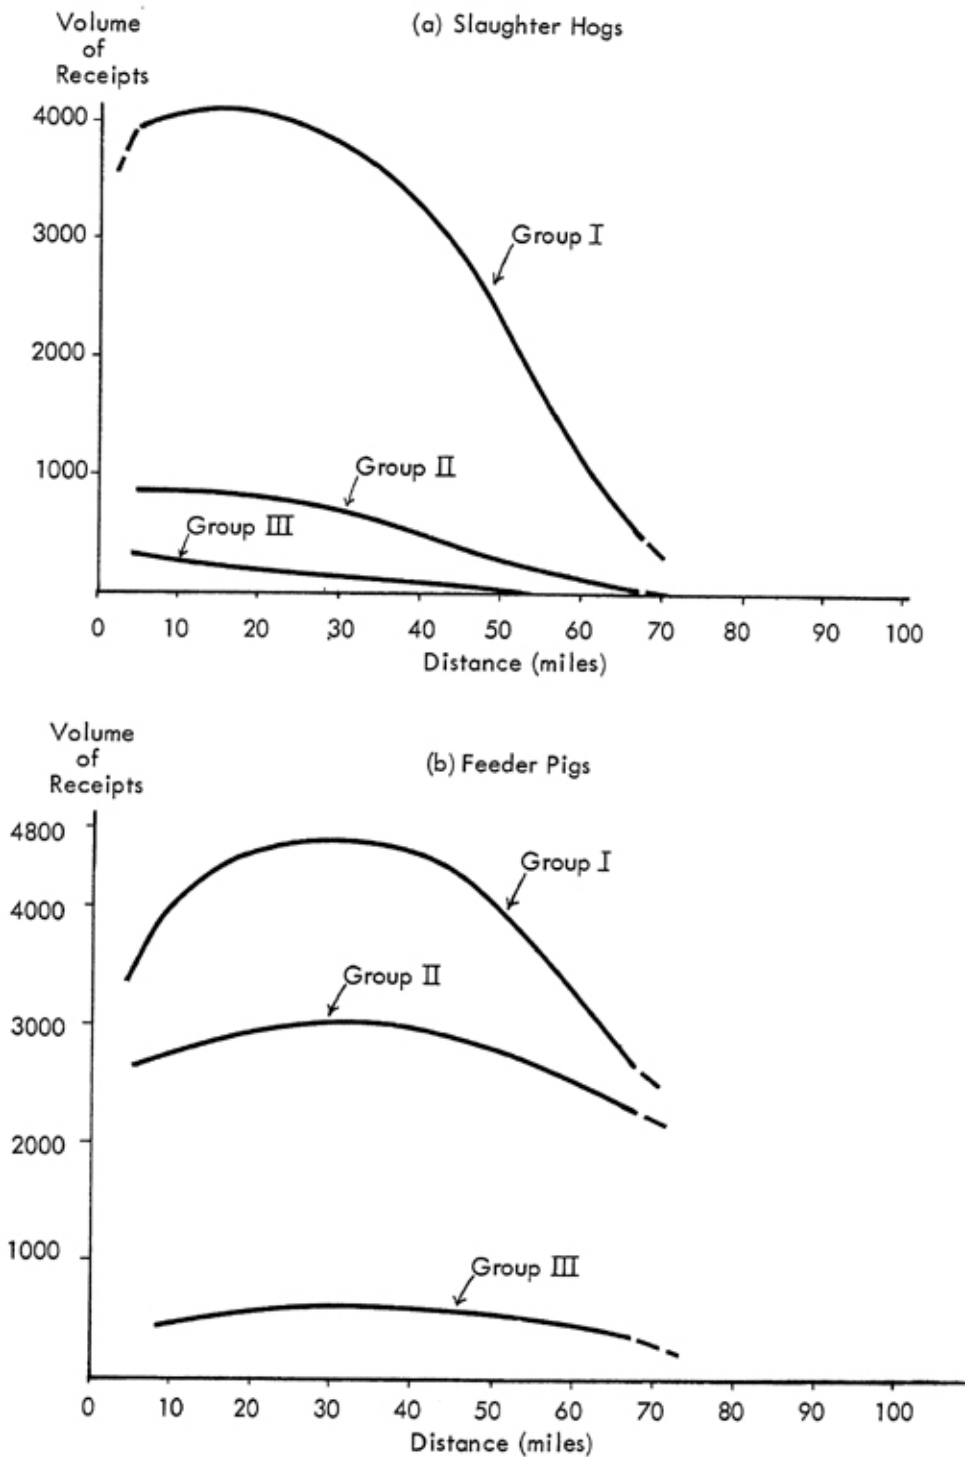 Volume
of
Receipts
(a) Slaughter Hogs
4000
3000
2000
1000
Group I
Group II
Group III
0 10 20 30 40 50 60 70 80 90 100
Distance (miles)
Volume
of
Receipts
(b) Feeder Pigs
4800
4000
3000
2000
1000
Group I
Group II
Group III
0 10 20 30 40 50 60 70 80 90 100
Distance (miles)